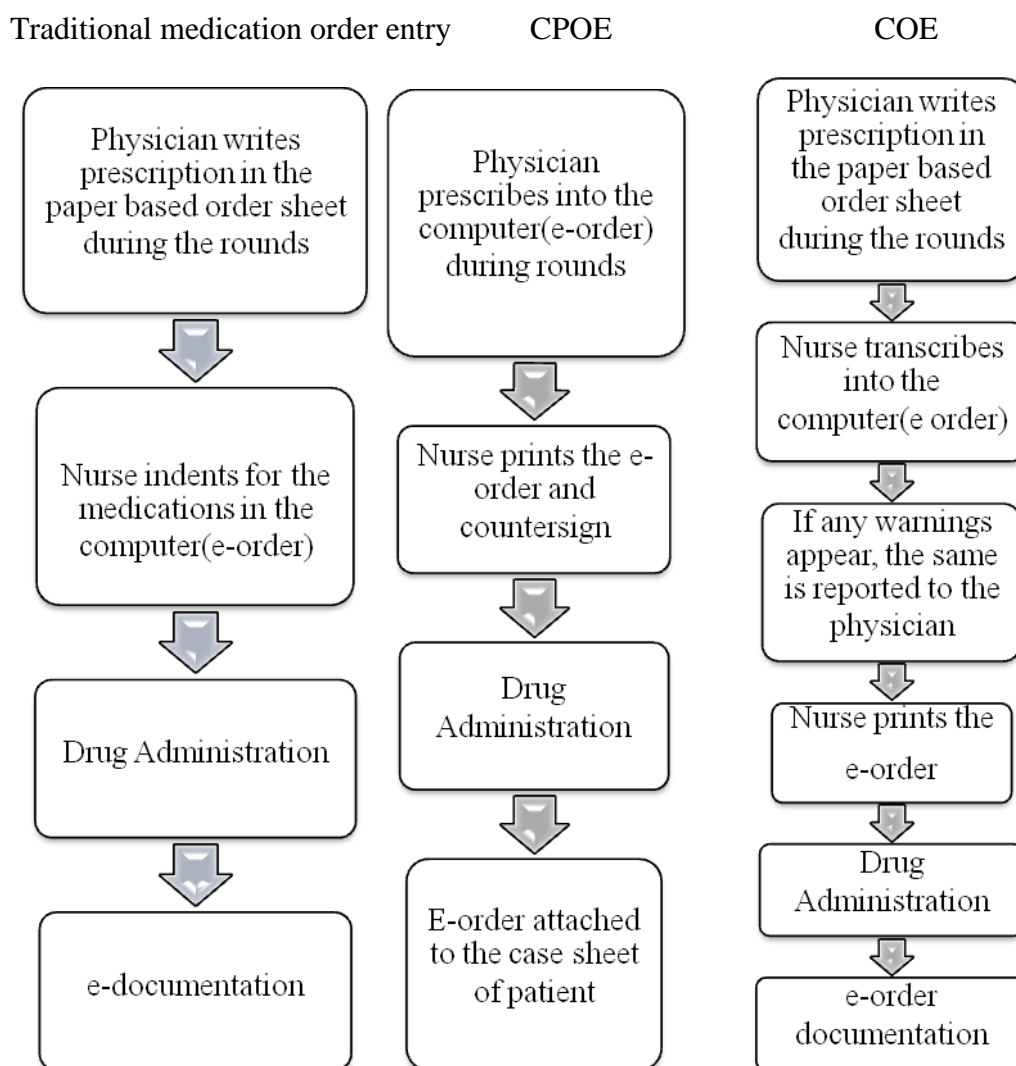 Traditional medication order entry
CPOE
COE
Physician writes
prescription in the
paper based order sheet
during the rounds
Nurse indents for the
medications in the
computer(e-order)
Drug Administration
e-documentation
Physician
prescribes into the
computer(e-order)
during rounds
Nurse prints the e-
order and
countersign
Drug
Administration
E-order attached
to the case sheet
of patient
Physician writes
prescription in
the paper based
order sheet
during the rounds
Nurse transcribes
into the
computer(e order)
If any warnings
appear, the same
is reported to the
physician
Nurse prints the
e-order
Drug
Administration
e-order
documentation